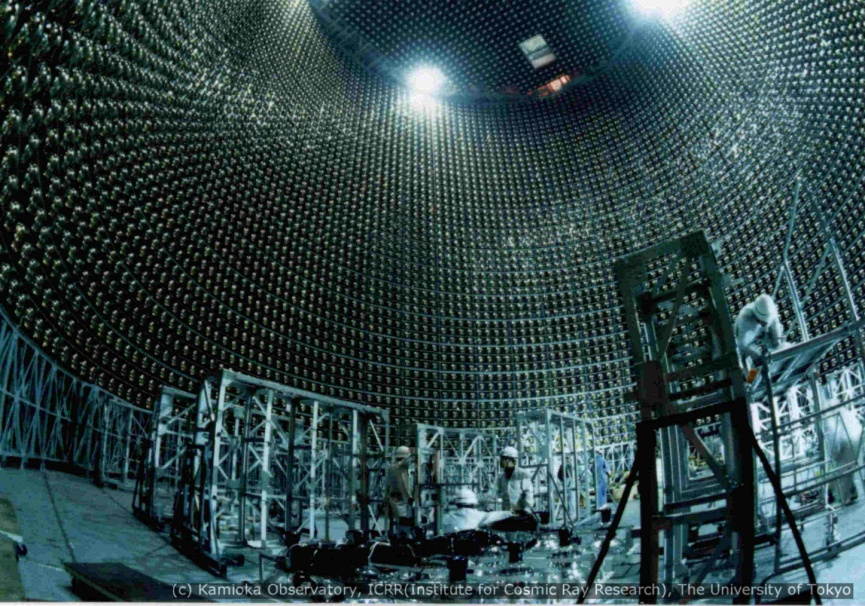 (c) Kamioka Observatory, ICRR(Institute for Cosmic Ray Research), The University of Tokyo